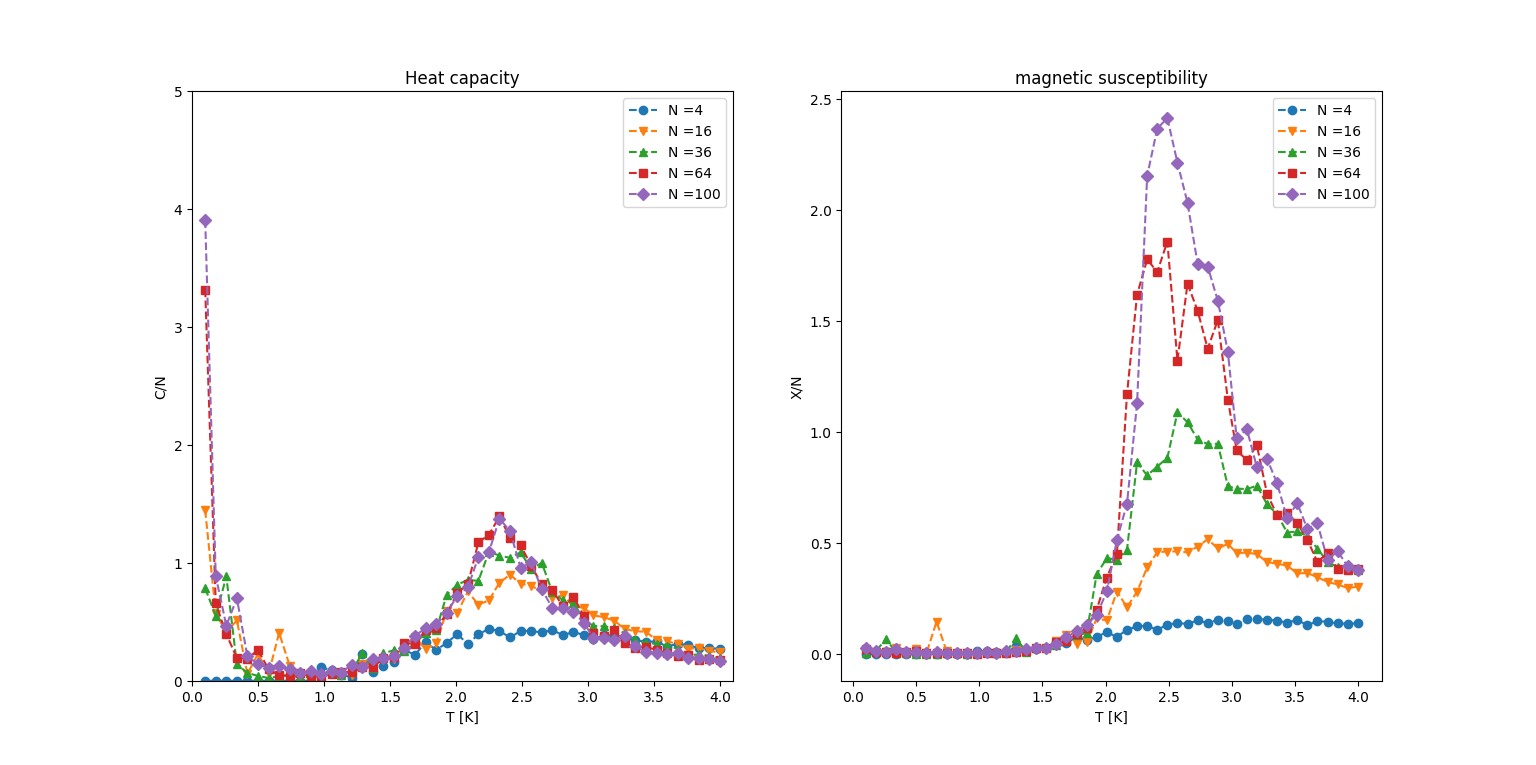 Heat capacity
C/N
5
4
3
2
1
0
0.0 0.5 1.0 1.5 2.0 2.5 3.0 3.5 4.0
T [K]
N =4
N =16
N =36
N =64
N =100
magnetic susceptibility
X/N
2.5
2.0
1.5
1.0
0.5
0.0
0.0 0.5 1.0 1.5 2.0 2.5 3.0 3.5 4.0
T [K]
N =4
N =16
N =36
N =64
N =100